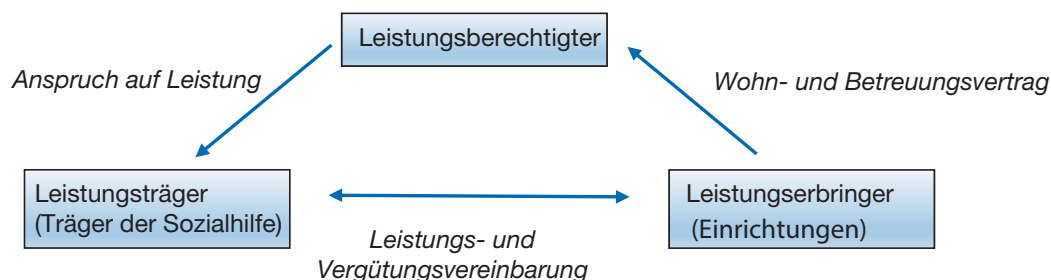 Leistungsberechtigter
Anspruch auf Leistung
Wohn- und Betreuungsvertrag
Leistungsträger
(Träger der Sozialhilfe)
Leistungserbringer
(Einrichtungen)
Leistungs- und
Vergütungsvereinbarung